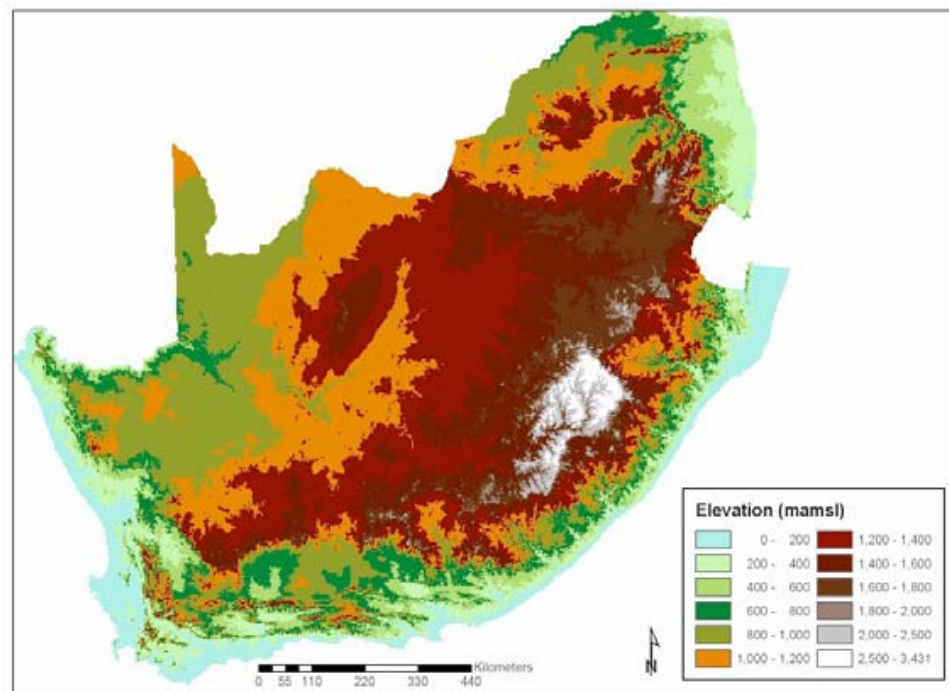 Elevation (mamsl)
0 - 200
200 - 400
400 - 600
600 - 800
800 - 1,000
1,000 - 1,200
1,200 - 1,400
1,400 - 1,600
1,600 - 1,800
1,800 - 2,000
2,000 - 2,500
2,500 - 3,431
N
Kilometers
0 55 110 220 330 440